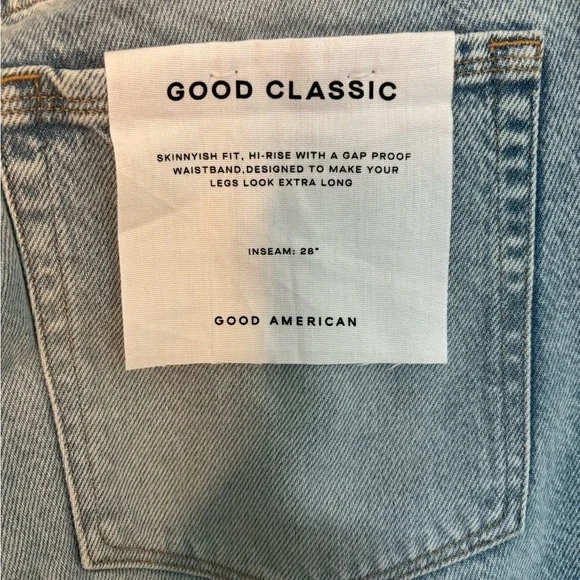 GOOD CLASSIC
SKINNYISH FIT, HI-RISE WITH A GAP PROOF
WAISTBAND,DESIGNED TO MAKE YOUR
LEGS LOOK EXTRA LONG
INSEAM: 28"
GOOD AMERICAN